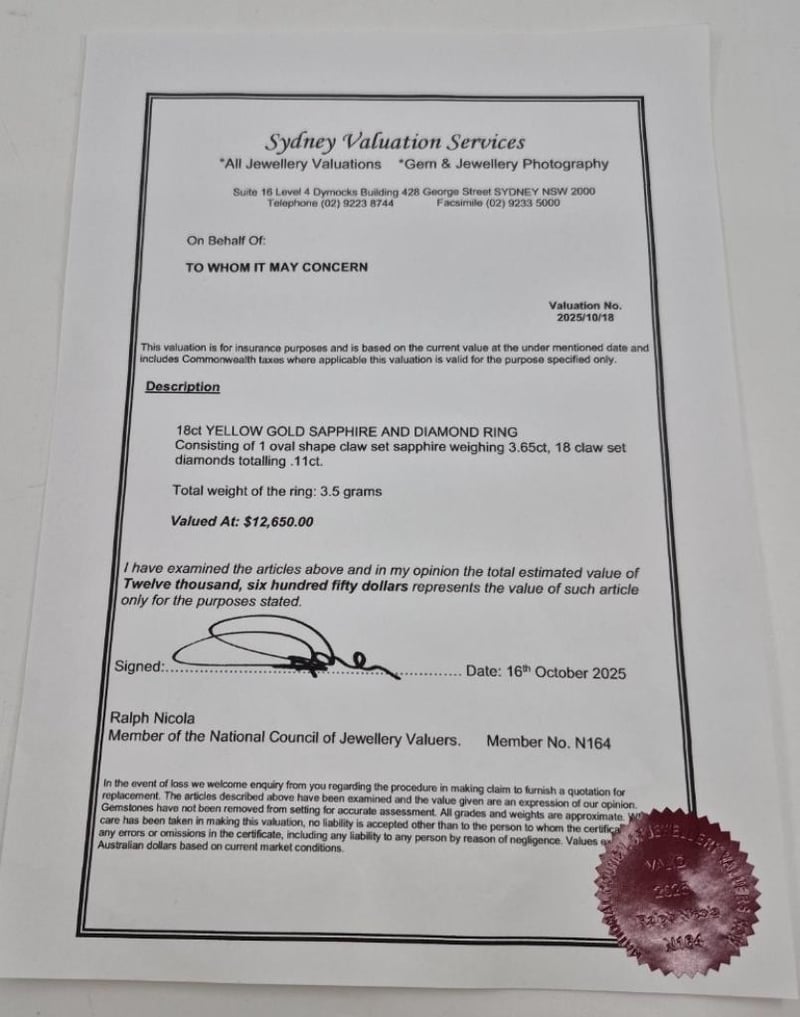 Sydney Valuation Services
*All Jewellery Valuations *Gem & Jewellery Photography
Suite 16 Level 4 Dymocks Building 428 George Street SYDNEY NSW 2000
Telephone (02) 9223 8744 Facsimile (02) 9233 5000
On Behalf Of:
TO WHOM IT MAY CONCERN
Valuation No.
2025/10/18
This valuation is for insurance purposes and is based on the current value at the under mentioned date and
includes Commonwealth taxes where applicable this valuation is valid for the purpose specified only.
Description
18ct YELLOW GOLD SAPPHIRE AND DIAMOND RING
Consisting of 1 oval shape claw set sapphire weighing 3.65ct, 18 claw set
diamonds totalling .11ct.
Total weight of the ring: 3.5 grams
Valued At: $12,650.00
I have examined the articles above and in my opinion the total estimated value of
Twelve thousand, six hundred fifty dollars represents the value of such article
only for the purposes stated.
Signed: Date: 16th October 2025
Ralph Nicola
Member of the National Council of Jewellery Valuers. Member No. N164
In the event of loss we welcome enquiry from you regarding the procedure in making claim to furnish a quotation for
replacement. The articles described above have been examined and the value given are an expression of our opinion.
Gemstones have not been removed from setting for accurate assessment. All grades and weights are approximate.
care has been taken in making this valuation, no liability is accepted other than to the person to whom the
any errors or omissions in the certificate, including any liability to any person by reason of negligence. Values
Australian dollars based on current market conditions.
VALID
2025
N164